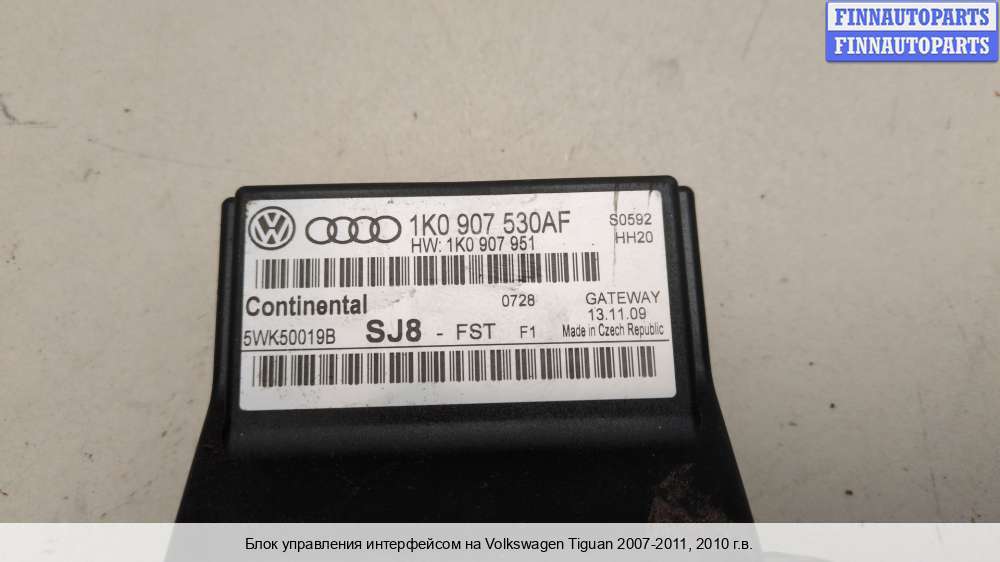 FINNAUTOPARTS
FINNAUTOPARTS
1K0 907 530AF
S0592
HW: 1K0 907 951
HH20
Continental
0728
GATEWAY
13.11.09
5WK50019B
SJ8 - FST F1
Made in Czech Republic
Блок управления интерфейсом на Volkswagen Tiguan 2007-2011, 2010 г.в.